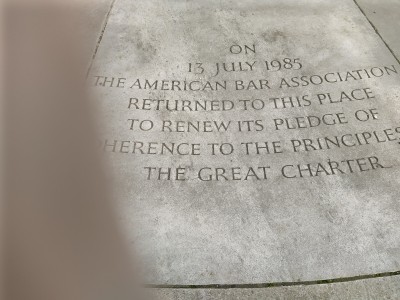 ON
13 JULY 1985
THE AMERICAN BAR ASSOCIATION
RETURNED TO THIS PLACE
TO RENEW ITS PLEDGE OF
HERENCE TO THE PRINCIPLES
THE GREAT CHARTER